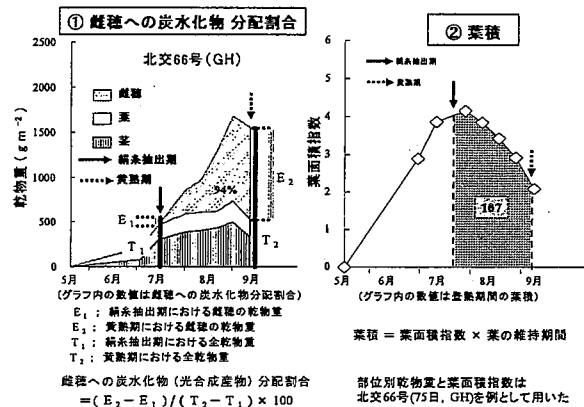 ① 雌穂への炭水化物 分配割合
北交66号(GH)
乾物重(g m⁻²)
2500
2000
1500
1000
500
0
雌穂
葉
茎
絹糸抽出期
黄熟期
94%
E₁
T₁
E₂
T₂
5月 6月 7月 8月 9月
(グラフ内の数値は雌穂への炭水化物分配割合)
E₁ ; 絹糸抽出期における雌穂の乾物重
E₂ ; 黄熟期における雌穂の乾物重
T₁ ; 絹糸抽出期における全乾物重
T₂ ; 黄熟期における全乾物重
雌穂への炭水化物(光合成産物)分配割合
=(E₂−E₁)/(T₂−T₁)×100
② 葉積
葉面積指数
6
5
4
3
2
1
0
絹糸抽出期
黄熟期
167
5月 6月 7月 8月 9月
(グラフ内の数値は登熟期間の葉積)
葉積 = 葉面積指数 × 葉の維持期間
部位別乾物重と葉面積指数は
北交66号(75日, GH)を例として用いた